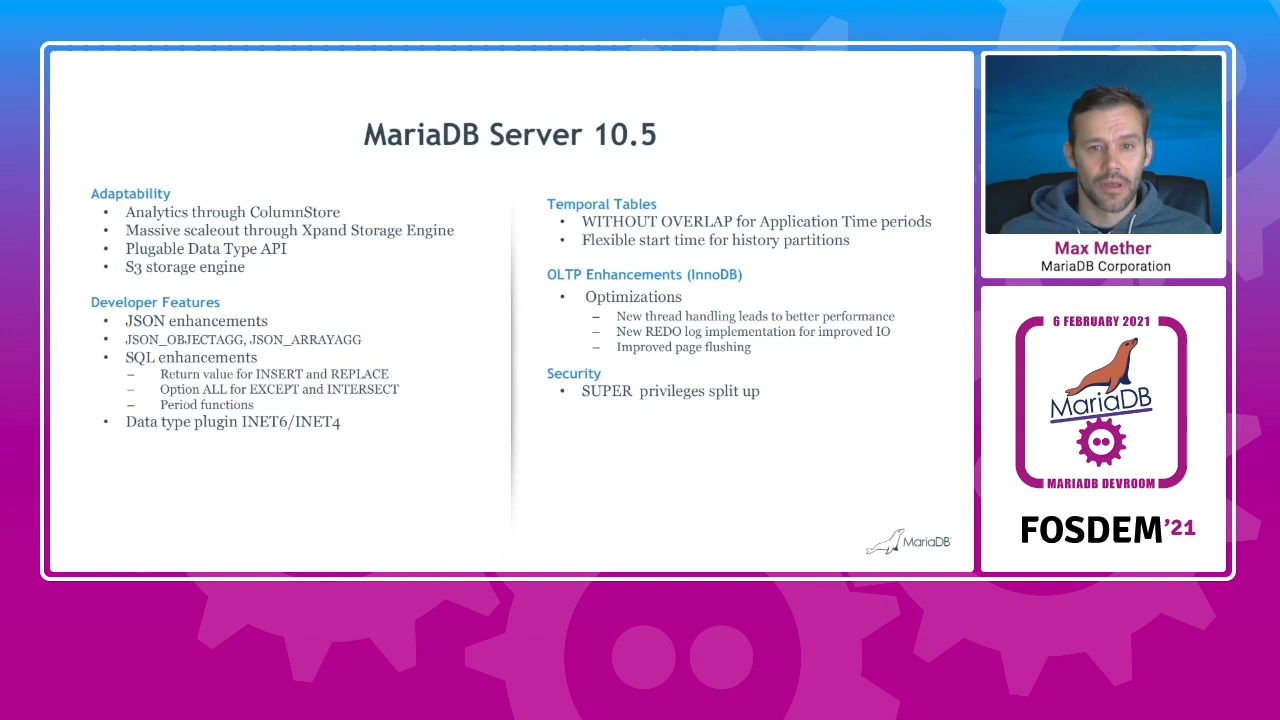 MariaDB Server 10.5
Adaptability
• Analytics through ColumnStore
• Massive scaleout through Xpand Storage Engine
• Plugable Data Type API
• S3 storage engine
Developer Features
• JSON enhancements
• JSON_OBJECTAGG, JSON_ARRAYAGG
• SQL enhancements
– Return value for INSERT and REPLACE
– Option ALL for EXCEPT and INTERSECT
– Period functions
• Data type plugin INET6/INET4
Temporal Tables
• WITHOUT OVERLAP for Application Time periods
• Flexible start time for history partitions
OLTP Enhancements (InnoDB)
• Optimizations
– New thread handling leads to better performance
– New REDO log implementation for improved IO
– Improved page flushing
Security
• SUPER privileges split up
MariaDB
Max Mether
MariaDB Corporation
6 FEBRUARY 2021
MariaDB
MARIADB DEVROOM
FOSDEM'21